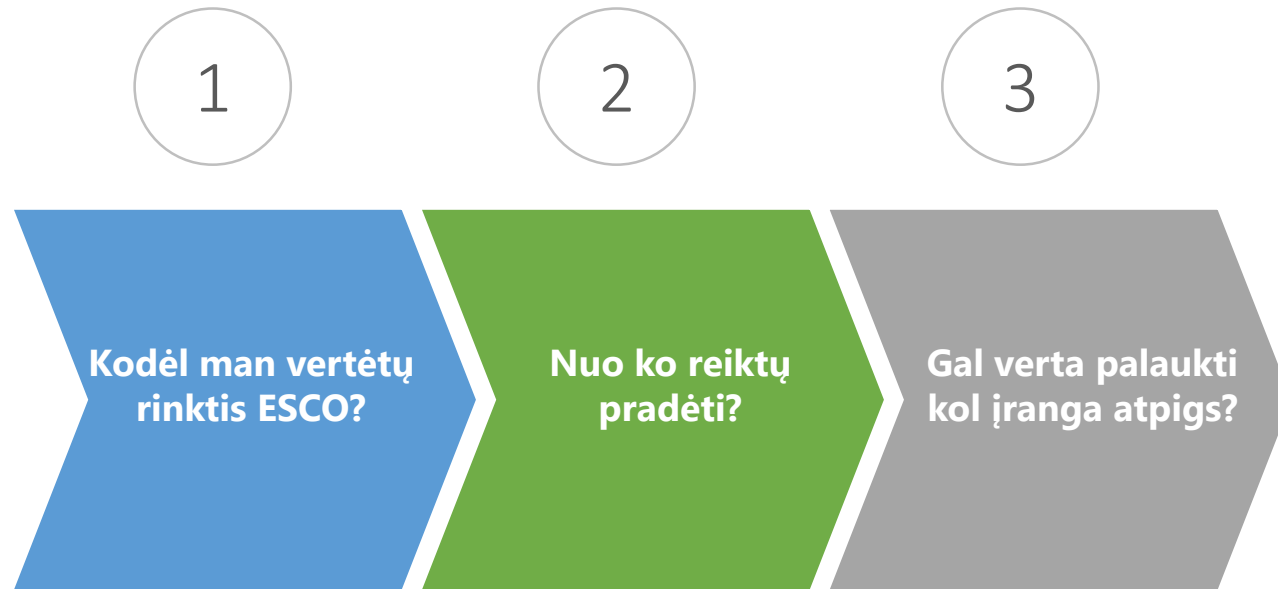 1
2
3
Kodėl man vertėtų
rinktis ESCO?
Nuo ko reiktų
pradėti?
Gal verta palaukti
kol įranga atpigs?